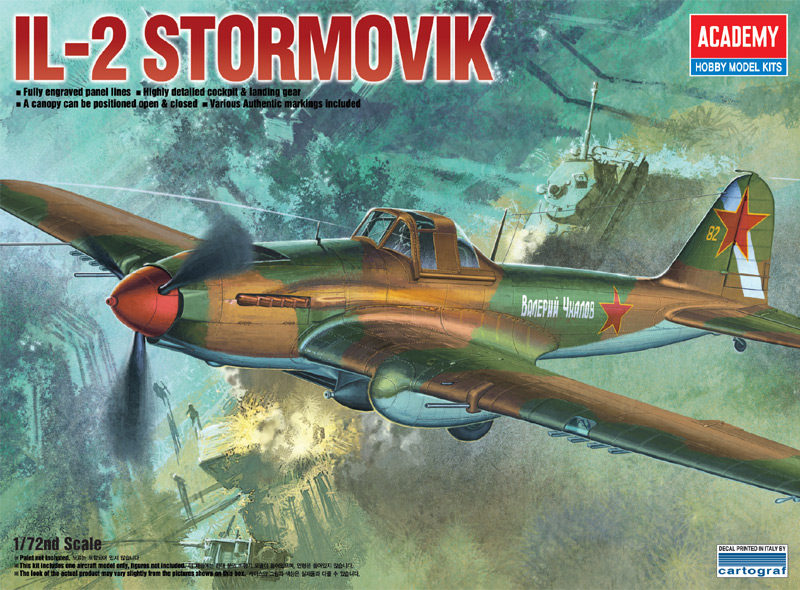 IL-2 STORMOVIK
ACADEMY
HOBBY MODEL KITS
■ Fully engraved panel lines ■ Highly detailed cockpit & landing gear
■ A canopy can be positioned open & closed ■ Various Authentic markings included
82
Валерий Чкалов
1/72nd Scale
※ Paint not included.
※ This kit includes one aircraft model only, figures not included.
※ The look of the actual product may vary slightly from the pictures shown on this box.
DECAL PRINTED IN ITALY BY
cartograf